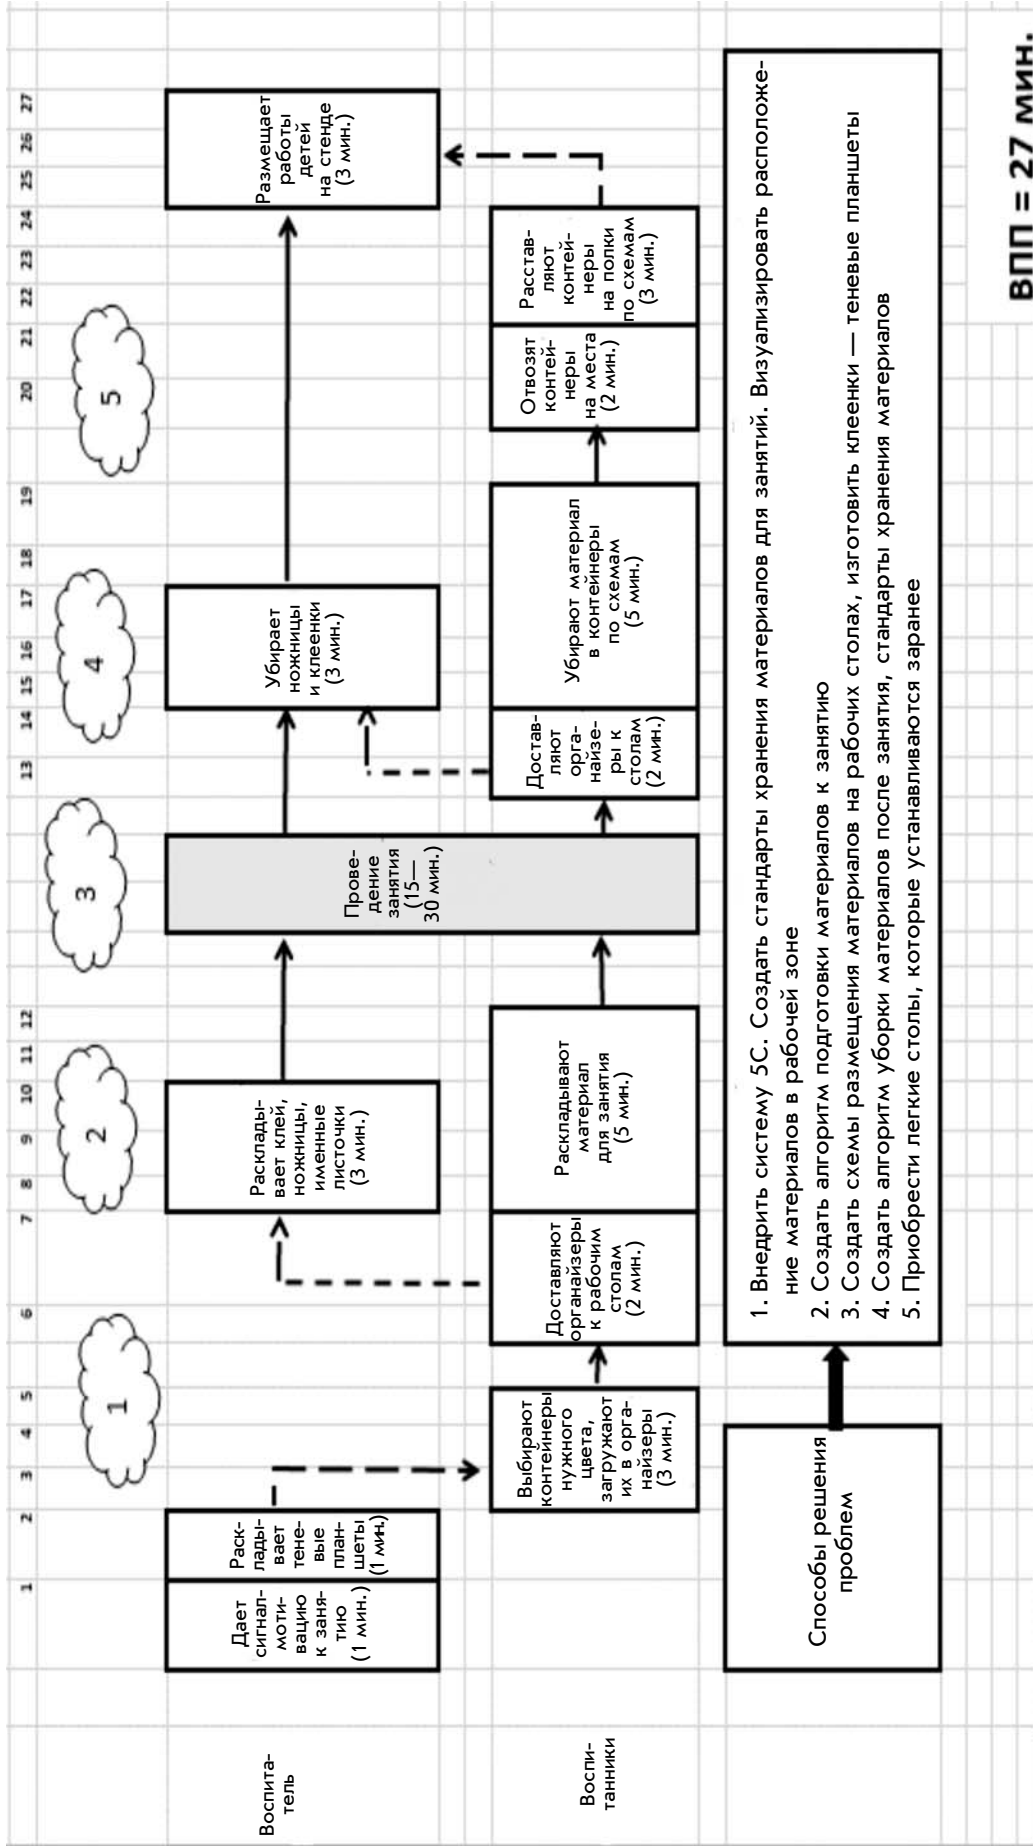 1
2
3
4
5
6
7
8
9
10
11
12
13
14
15
16
17
18
19
20
21
22
23
24
25
26
27
1
2
3
4
5
Воспита-
тель
Дает
сигнал-
моти-
вацию
к заня-
тию
(1 мин.)
Раск-
лады-
вает
тене-
вые
план-
шеты
(1 мин.)
Расклады-
вает клей,
ножницы,
именные
листочки
(3 мин.)
Прове-
дение
занятия
(15—
30 мин.)
Убирает
ножницы
и клеенки
(3 мин.)
Размещает
работы
детей
на стенде
(3 мин.)
Воспи-
танники
Выбирают
контейнеры
нужного
цвета,
загружают
их в орга-
найзеры
(3 мин.)
Доставляют
органайзеры
к рабочим
столам
(2 мин.)
Раскладывают
материал
для занятия
(5 мин.)
Достав-
ляют
орга-
найзе-
ры к
столам
(2 мин.)
Убирают материал
в контейнеры
по схемам
(5 мин.)
Отвозят
контей-
неры
на места
(2 мин.)
Расстав-
ляют
контей-
неры
на полки
по схемам
(3 мин.)
Способы решения
проблем
1. Внедрить систему 5С. Создать стандарты хранения материалов для занятий. Визуализировать расположе-
ние материалов в рабочей зоне
2. Создать алгоритм подготовки материалов к занятию
3. Создать схемы размещения материалов на рабочих столах, изготовить клеенки — теневые планшеты
4. Создать алгоритм уборки материалов после занятия, стандарты хранения материалов
5. Приобрести легкие столы, которые устанавливаются заранее
ВПП = 27 мин.